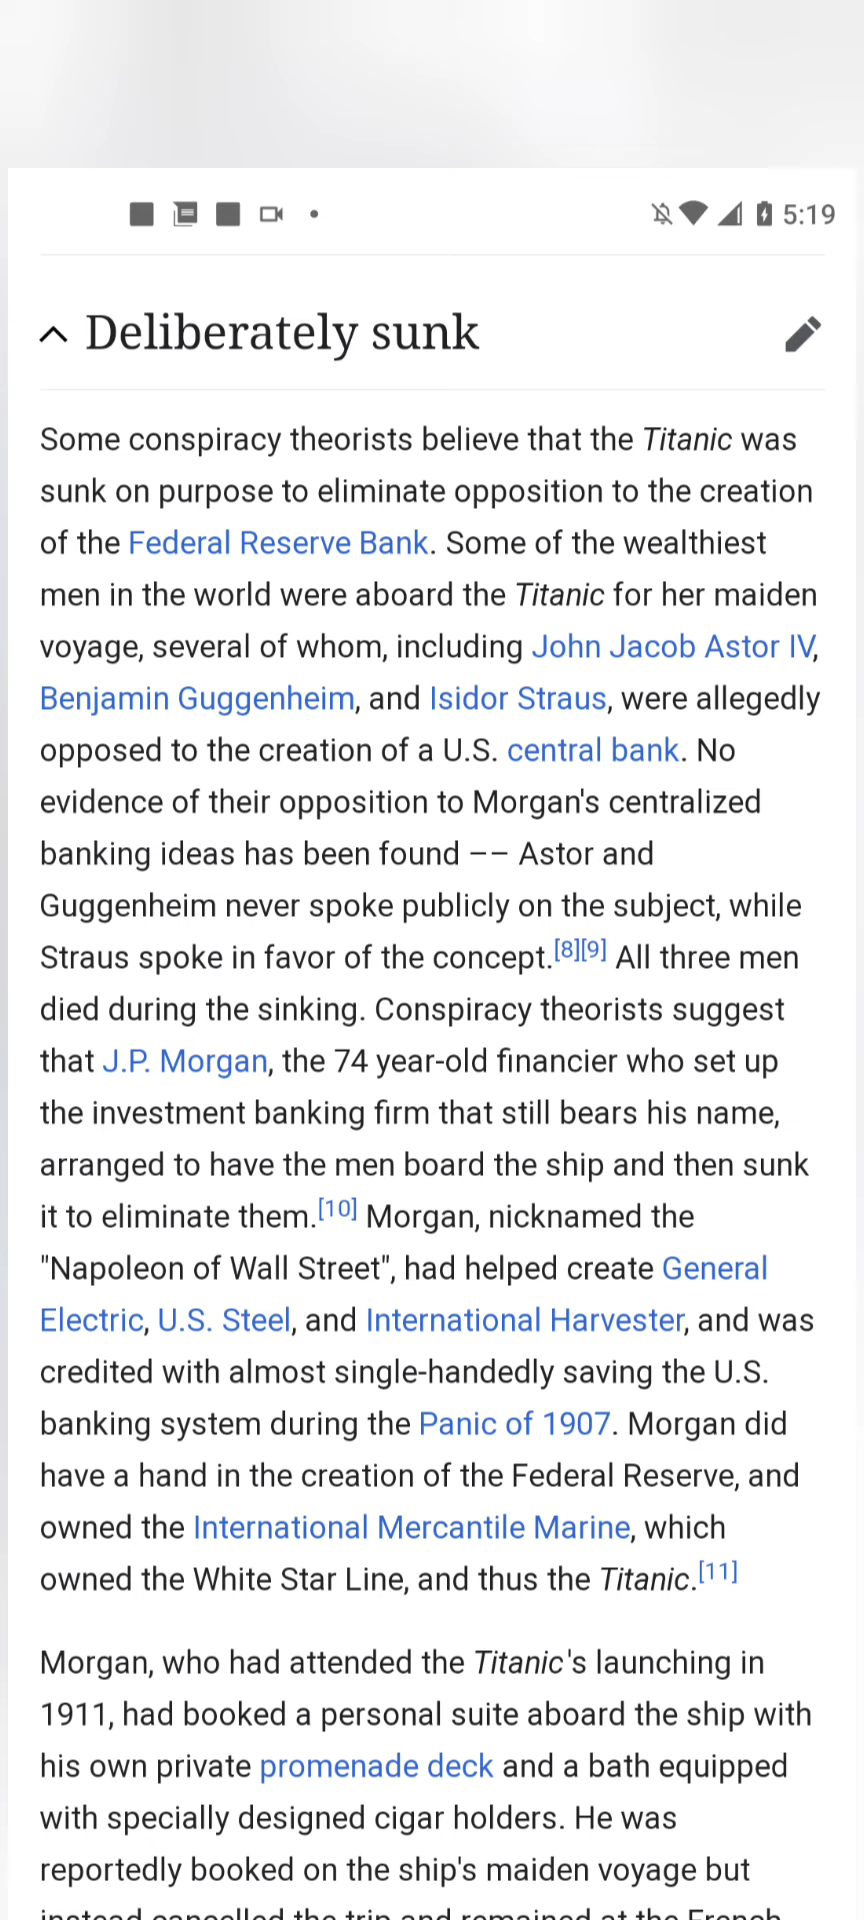 5:19
Deliberately sunk
Some conspiracy theorists believe that the Titanic was
sunk on purpose to eliminate opposition to the creation
of the Federal Reserve Bank. Some of the wealthiest
men in the world were aboard the Titanic for her maiden
voyage, several of whom, including John Jacob Astor IV,
Benjamin Guggenheim, and Isidor Straus, were allegedly
opposed to the creation of a U.S. central bank. No
evidence of their opposition to Morgan's centralized
banking ideas has been found −− Astor and
Guggenheim never spoke publicly on the subject, while
Straus spoke in favor of the concept.[8][9] All three men
died during the sinking. Conspiracy theorists suggest
that J.P. Morgan, the 74 year-old financier who set up
the investment banking firm that still bears his name,
arranged to have the men board the ship and then sunk
it to eliminate them.[10] Morgan, nicknamed the
"Napoleon of Wall Street", had helped create General
Electric, U.S. Steel, and International Harvester, and was
credited with almost single-handedly saving the U.S.
banking system during the Panic of 1907. Morgan did
have a hand in the creation of the Federal Reserve, and
owned the International Mercantile Marine, which
owned the White Star Line, and thus the Titanic.[11]
Morgan, who had attended the Titanic's launching in
1911, had booked a personal suite aboard the ship with
his own private promenade deck and a bath equipped
with specially designed cigar holders. He was
reportedly booked on the ship's maiden voyage but
instead cancelled the trip and remained at the French